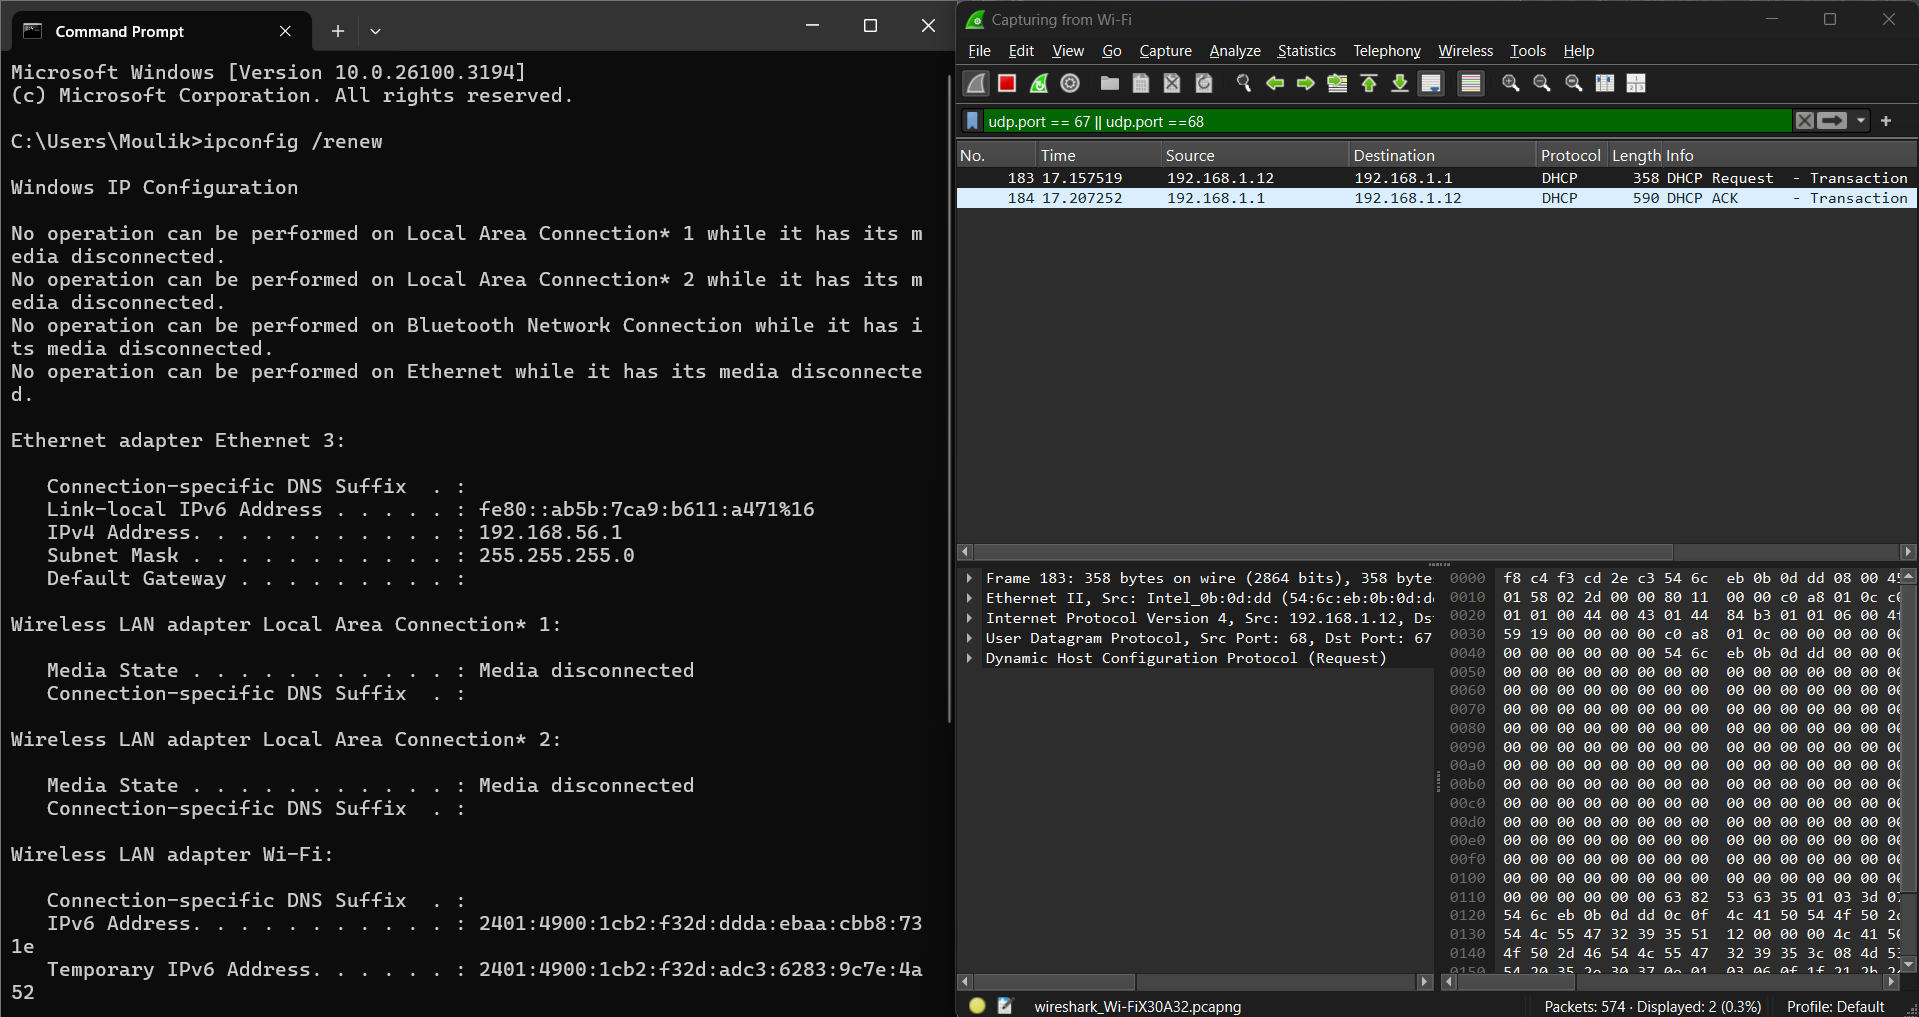 Command Prompt
Microsoft Windows [Version 10.0.26100.3194]
(c) Microsoft Corporation. All rights reserved.
C:\Users\Moulik>ipconfig /renew
Windows IP Configuration
No operation can be performed on Local Area Connection* 1 while it has its m
edia disconnected.
No operation can be performed on Local Area Connection* 2 while it has its m
edia disconnected.
No operation can be performed on Bluetooth Network Connection while it has i
ts media disconnected.
No operation can be performed on Ethernet while it has its media disconnecte
d.
Ethernet adapter Ethernet 3:
Connection-specific DNS Suffix  . :
Link-local IPv6 Address . . . . . : fe80::ab5b:7ca9:b611:a471%16
IPv4 Address. . . . . . . . . . . : 192.168.56.1
Subnet Mask . . . . . . . . . . . : 255.255.255.0
Default Gateway . . . . . . . . . :
Wireless LAN adapter Local Area Connection* 1:
Media State . . . . . . . . . . . : Media disconnected
Connection-specific DNS Suffix  . :
Wireless LAN adapter Local Area Connection* 2:
Media State . . . . . . . . . . . : Media disconnected
Connection-specific DNS Suffix  . :
Wireless LAN adapter Wi-Fi:
Connection-specific DNS Suffix  . :
IPv6 Address. . . . . . . . . . . : 2401:4900:1cb2:f32d:ddda:ebaa:cbb8:73
1e
Temporary IPv6 Address. . . . . . : 2401:4900:1cb2:f32d:adc3:6283:9c7e:4a
52
Capturing from Wi-Fi
File Edit View Go Capture Analyze Statistics Telephony Wireless Tools Help
udp.port == 67 || udp.port ==68
No. Time Source Destination Protocol Length Info
183 17.157519 192.168.1.12 192.168.1.1 DHCP 358 DHCP Request - Transaction
184 17.207252 192.168.1.1 192.168.1.12 DHCP 590 DHCP ACK - Transaction
Frame 183: 358 bytes on wire (2864 bits), 358 byte
Ethernet II, Src: Intel_0b:0d:dd (54:6c:eb:0b:0d:d
Internet Protocol Version 4, Src: 192.168.1.12, Ds
User Datagram Protocol, Src Port: 68, Dst Port: 67
Dynamic Host Configuration Protocol (Request)
0000 f8 c4 f3 cd 2e c3 54 6c eb 0b 0d dd 08 00 45
0010 01 58 02 2d 00 00 80 11 00 00 c0 a8 01 0c c0
0020 01 01 00 44 00 43 01 44 84 b3 01 01 06 00 4f
0030 59 19 00 00 00 00 c0 a8 01 0c 00 00 00 00 00
0040 00 00 00 00 00 00 54 6c eb 0b 0d dd 00 00 00
0050 00 00 00 00 00 00 00 00 00 00 00 00 00 00 00
0060 00 00 00 00 00 00 00 00 00 00 00 00 00 00 00
0070 00 00 00 00 00 00 00 00 00 00 00 00 00 00 00
0080 00 00 00 00 00 00 00 00 00 00 00 00 00 00 00
0090 00 00 00 00 00 00 00 00 00 00 00 00 00 00 00
00a0 00 00 00 00 00 00 00 00 00 00 00 00 00 00 00
00b0 00 00 00 00 00 00 00 00 00 00 00 00 00 00 00
00c0 00 00 00 00 00 00 00 00 00 00 00 00 00 00 00
00d0 00 00 00 00 00 00 00 00 00 00 00 00 00 00 00
00e0 00 00 00 00 00 00 00 00 00 00 00 00 00 00 00
00f0 00 00 00 00 00 00 00 00 00 00 00 00 00 00 00
0100 00 00 00 00 00 00 00 00 00 00 00 00 00 00 00
0110 00 00 00 00 00 00 63 82 53 63 35 01 03 3d 07
0120 54 6c eb 0b 0d dd 0c 0f 4c 41 50 54 4f 50 2d
0130 54 4c 55 47 32 39 35 51 12 00 00 00 4c 41 50
0140 4f 50 2d 46 54 4c 55 47 32 39 35 3c 08 4d 53
0150 54 20 35 2e 30 37 0e 01 03 06 0f 1f 21 2b
wireshark_Wi-FiX30A32.pcapng
Packets: 574 · Displayed: 2 (0.3%)
Profile: Default